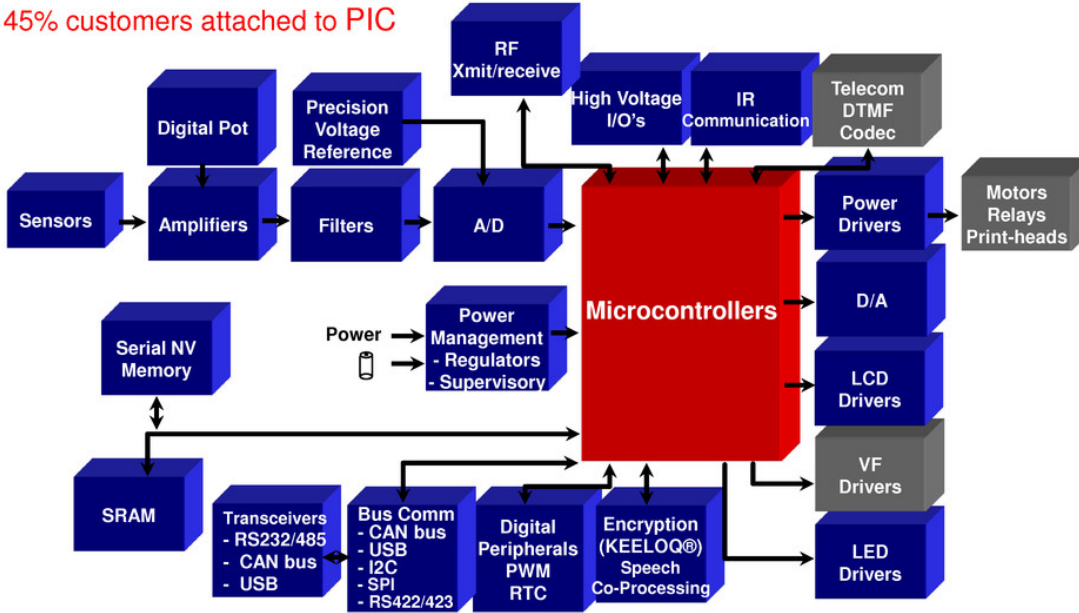 45% customers attached to PIC
RF
Xmit/receive
High Voltage
I/O's
IR
Communication
Telecom
DTMF
Codec
Digital Pot
Precision
Voltage
Reference
Sensors
Amplifiers
Filters
A/D
Microcontrollers
Power
Drivers
Motors
Relays
Print-heads
D/A
Power
Power
Management
- Regulators
- Supervisory
Serial NV
Memory
LCD
Drivers
VF
Drivers
SRAM
Transceivers
- RS232/485
- CAN bus
- USB
Bus Comm
- CAN bus
- USB
- I2C
- SPI
- RS422/423
Digital
Peripherals
PWM
RTC
Encryption
(KEELOQ®)
Speech
Co-Processing
LED
Drivers